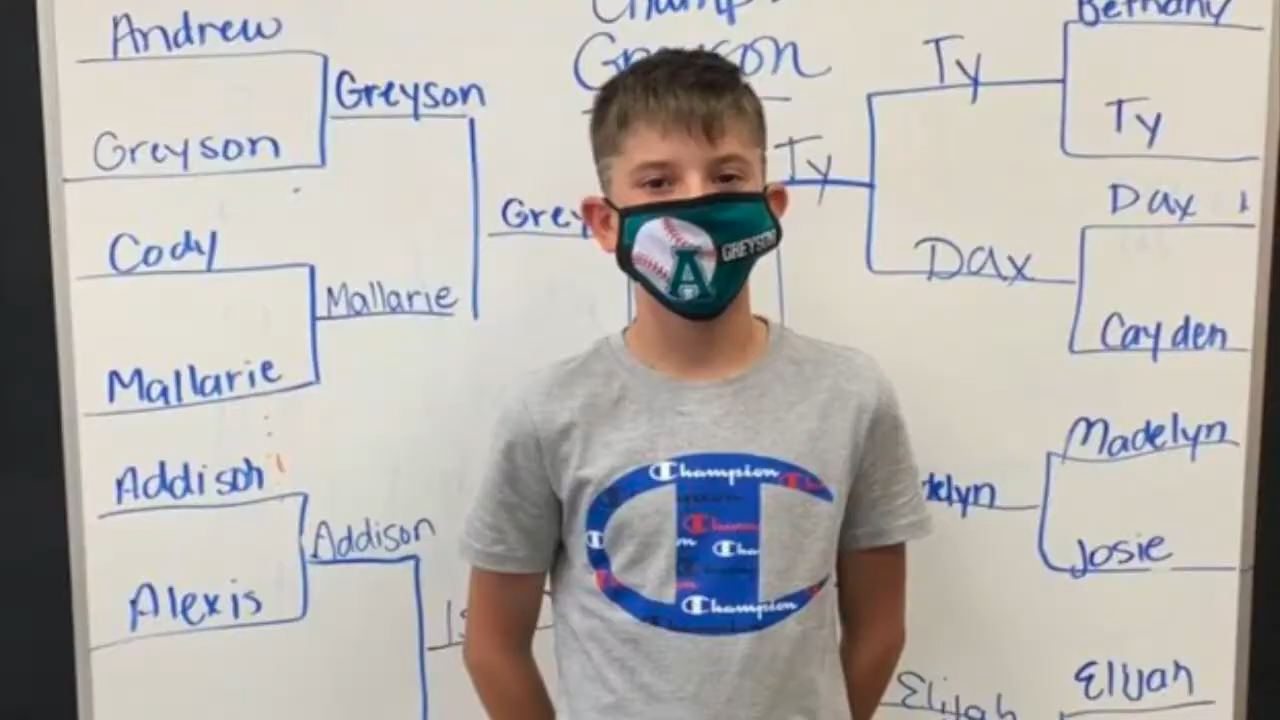 Andrew
Greyson
Cody
Mallarie
Addison
Alexis
Greyson
Mallarie
Addison
Champ
Greyson
Ty
Ty
Dax
Bethany
Ty
Dax
Cayden
Madelyn
Josie
Elijah
GREYSON
A
Champion
Champion